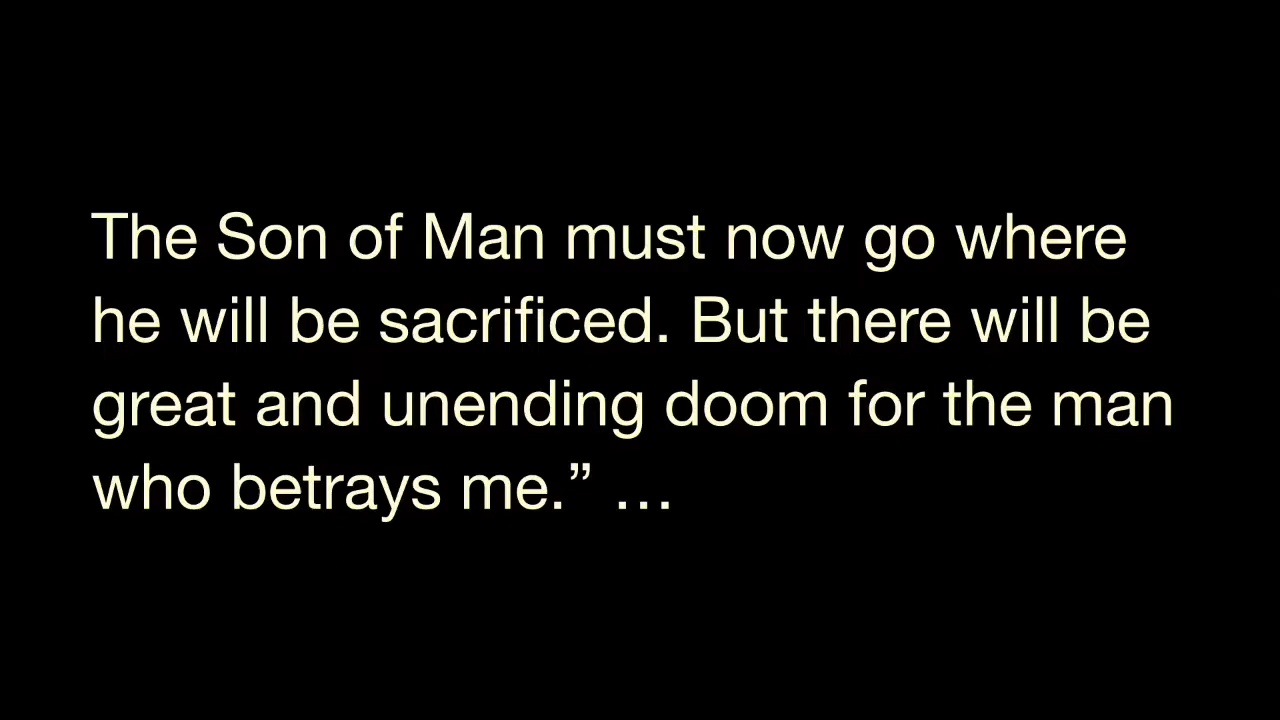 The Son of Man must now go where
he will be sacrificed. But there will be
great and unending doom for the man
who betrays me.” …